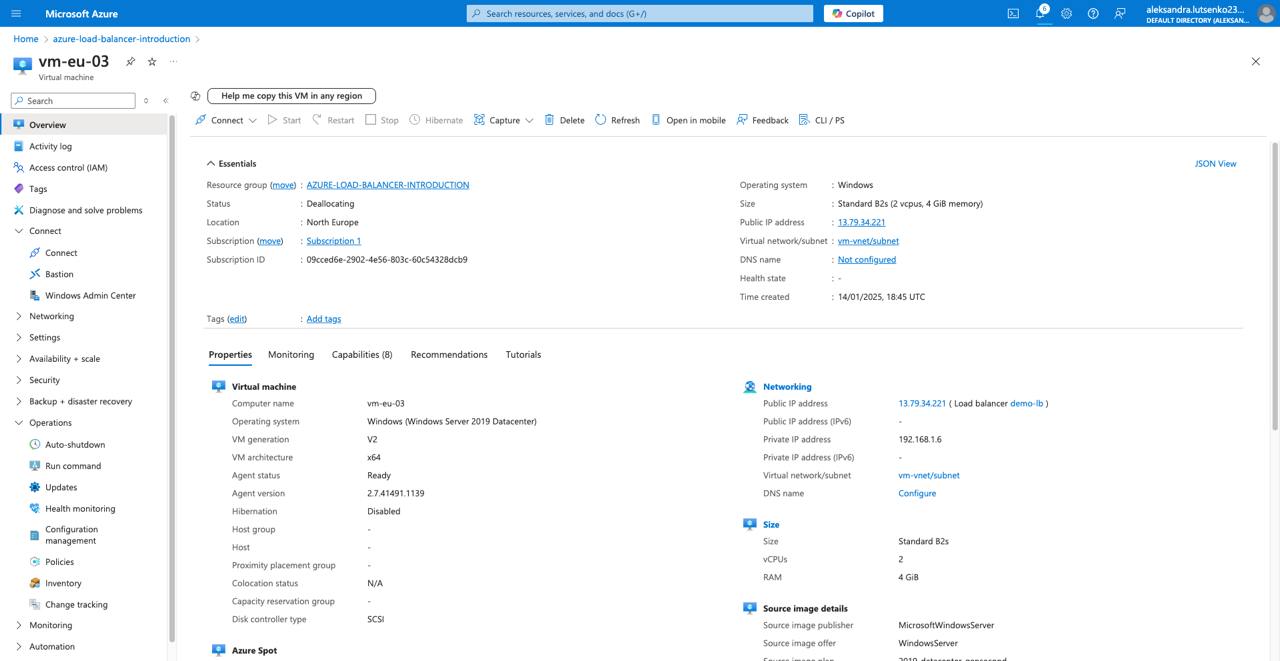 Microsoft Azure
Search resources, services, and docs (G+/)
Copilot
6
aleksandra.lutsenko23...
DEFAULT DIRECTORY (ALEKSAN...
Home > azure-load-balancer-introduction >
vm-eu-03
Virtual machine
Search
Overview
Activity log
Access control (IAM)
Tags
Diagnose and solve problems
Connect
Connect
Bastion
Windows Admin Center
Networking
Settings
Availability + scale
Security
Backup + disaster recovery
Operations
Auto-shutdown
Run command
Updates
Health monitoring
Configuration
management
Policies
Inventory
Change tracking
Monitoring
Automation
Help me copy this VM in any region
Connect Start Restart Stop Hibernate Capture Delete Refresh Open in mobile Feedback CLI / PS
Essentials
JSON View
Resource group (move) : AZURE-LOAD-BALANCER-INTRODUCTION
Status : Deallocating
Location : North Europe
Subscription (move) : Subscription 1
Subscription ID : 09cced6e-2902-4e56-803c-60c54328dcb9
Operating system : Windows
Size : Standard B2s (2 vcpus, 4 GiB memory)
Public IP address : 13.79.34.221
Virtual network/subnet : vm-vnet/subnet
DNS name : Not configured
Health state : -
Time created : 14/01/2025, 18:45 UTC
Tags (edit) : Add tags
Properties Monitoring Capabilities (8) Recommendations Tutorials
Virtual machine
Computer name vm-eu-03
Operating system Windows (Windows Server 2019 Datacenter)
VM generation V2
VM architecture x64
Agent status Ready
Agent version 2.7.41491.1139
Hibernation Disabled
Host group -
Host -
Proximity placement group -
Colocation status N/A
Capacity reservation group -
Disk controller type SCSI
Azure Spot
Networking
Public IP address 13.79.34.221 ( Load balancer demo-lb )
Public IP address (IPv6) -
Private IP address 192.168.1.6
Private IP address (IPv6) -
Virtual network/subnet vm-vnet/subnet
DNS name Configure
Size
Size Standard B2s
vCPUs 2
RAM 4 GiB
Source image details
Source image publisher MicrosoftWindowsServer
Source image offer WindowsServer
Source image plan